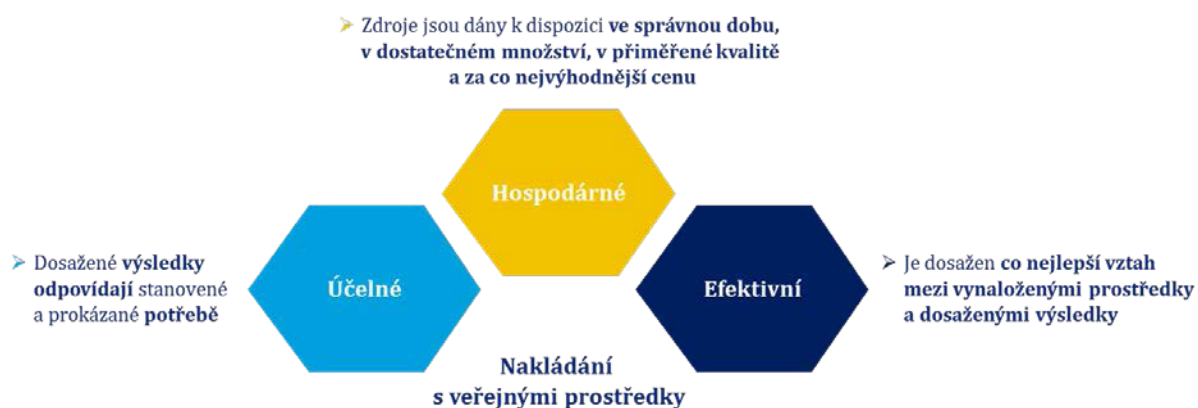 Zdroje jsou dány k dispozici ve správnou dobu,
v dostatečném množství, v přiměřené kvalitě
a za co nejvýhodnější cenu
Hospodárné
Dosažené výsledky
odpovídají stanovené
a prokázané potřebě
Účelné
Efektivní
Je dosažen co nejlepší vztah
mezi vynaloženými prostředky
a dosaženými výsledky
Nakládání
s veřejnými prostředky